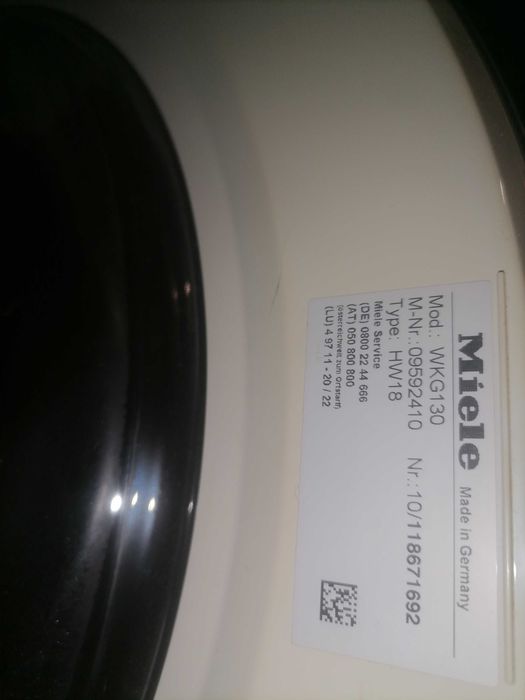 Miele Made in Germany
Mod.: WKG130
M-Nr.:09592410 Nr.:10/118671692
Type: HW18
Miele Service
(DE) 0800 22 44 666
(AT) 050 800 800
(österreichweit zum Ortstarif)
(LU) 4 97 11 - 20 / 22